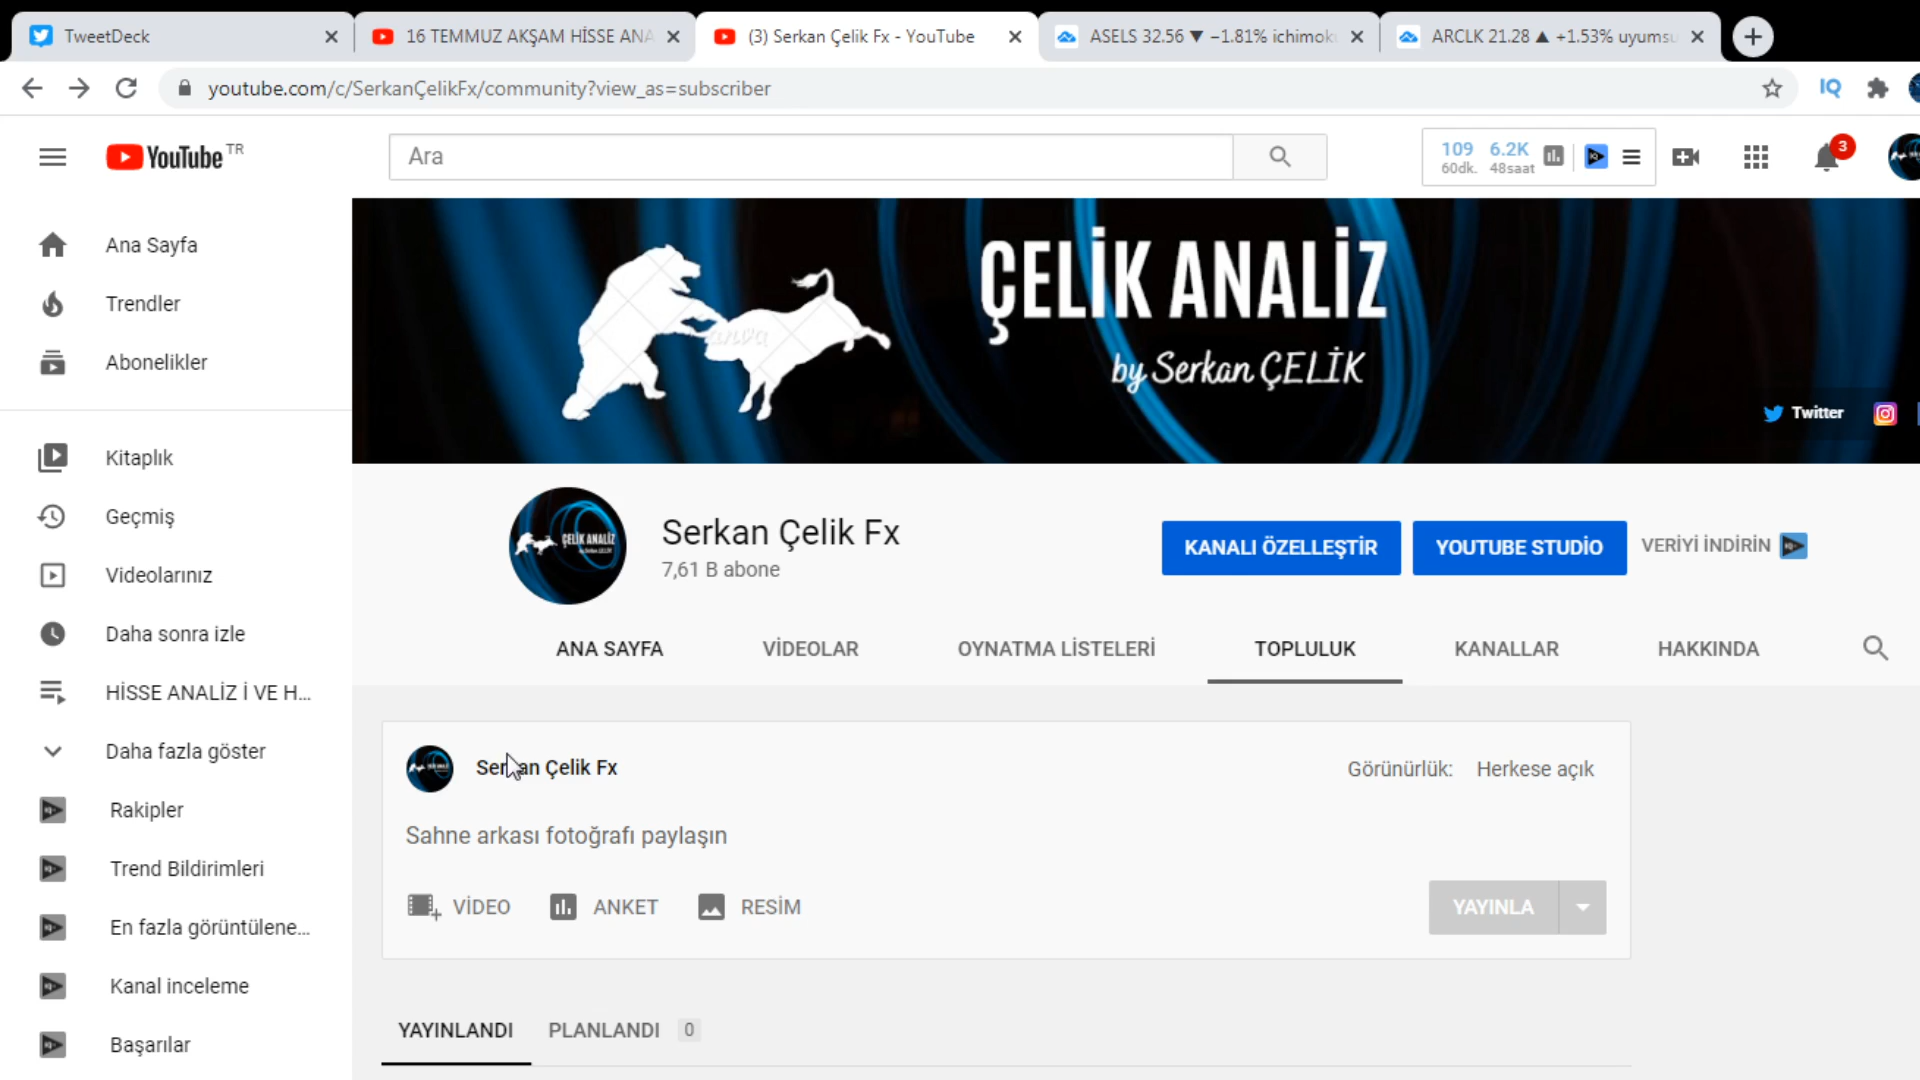 TweetDeck
16 TEMMUZ AKŞAM HİSSE ANA
(3) Serkan Çelik Fx - YouTube
ASELS 32.56 ▼ −1.81% ichimok
ARCLK 21.28 ▲ +1.53% uyums
youtube.com/c/SerkanÇelikFx/community?view_as=subscriber
IQ
YouTube TR
Ara
109 6.2K
60dk. 48saat
3
Ana Sayfa
Trendler
Abonelikler
Kitaplık
Geçmiş
Videolarınız
Daha sonra izle
HİSSE ANALİZ İ VE H...
Daha fazla göster
Rakipler
Trend Bildirimleri
En fazla görüntülene...
Kanal inceleme
Başarılar
ÇELİK ANALİZ
by Serkan ÇELİK
Twitter
ÇELİK ANALİZ
Serkan Çelik Fx
7,61 B abone
KANALI ÖZELLEŞTİR
YOUTUBE STUDİO
VERİYİ İNDİRİN
ANA SAYFA
VİDEOLAR
OYNATMA LİSTELERİ
TOPLULUK
KANALLAR
HAKKINDA
Serkan Çelik Fx
Görünürlük: Herkese açık
Sahne arkası fotoğrafı paylaşın
VİDEO
ANKET
RESİM
YAYINLA
YAYINLANDI
PLANLANDI 0